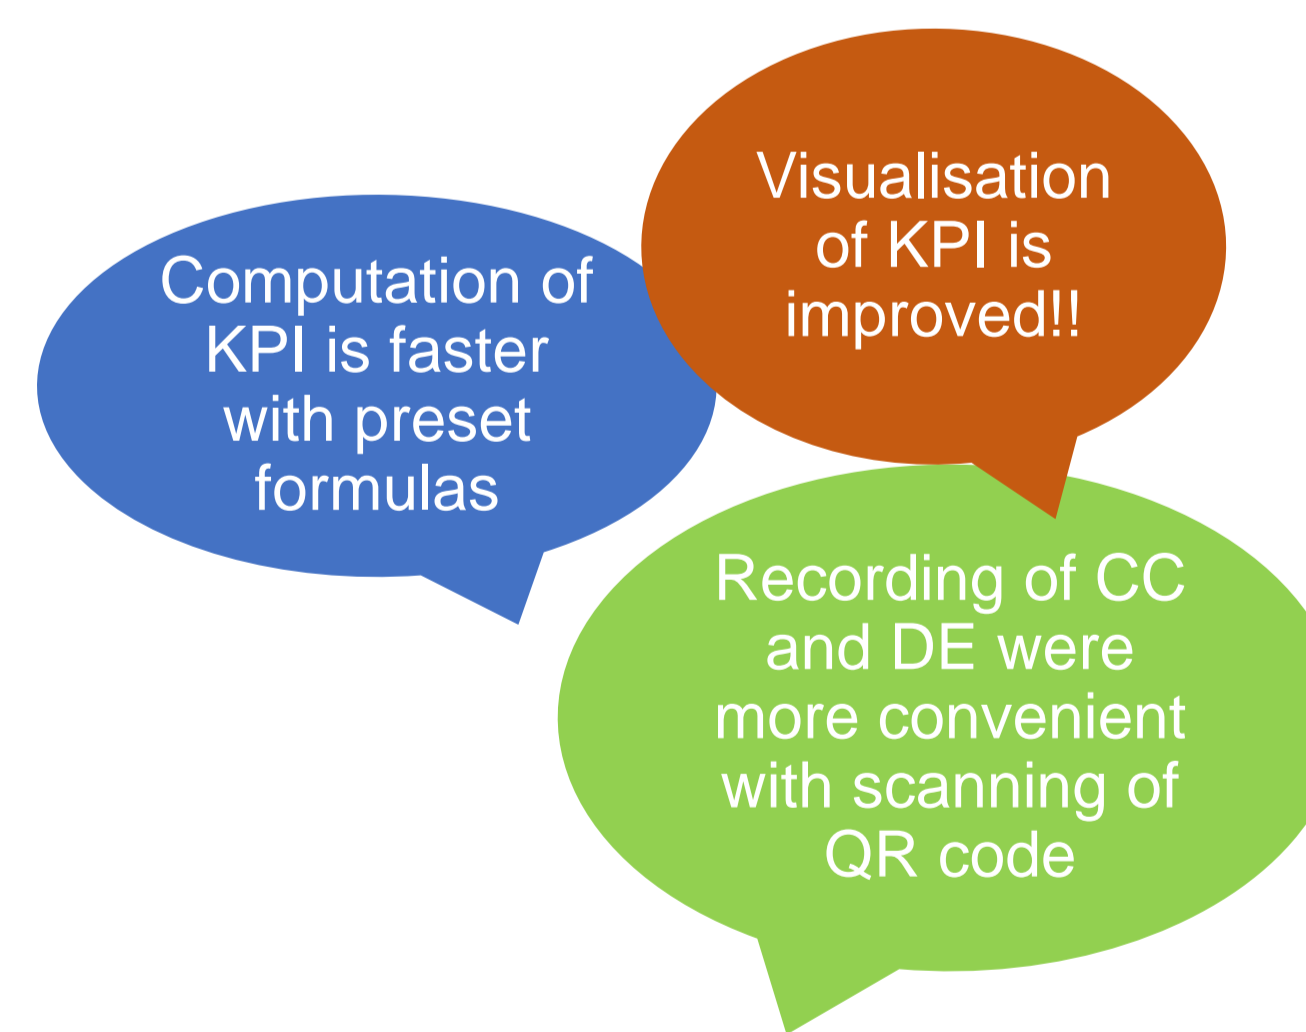 Computation of
KPI is faster
with preset
formulas
Visualisation
of KPI is
improved!!
Recording of CC
and DE were
more convenient
with scanning of
QR code